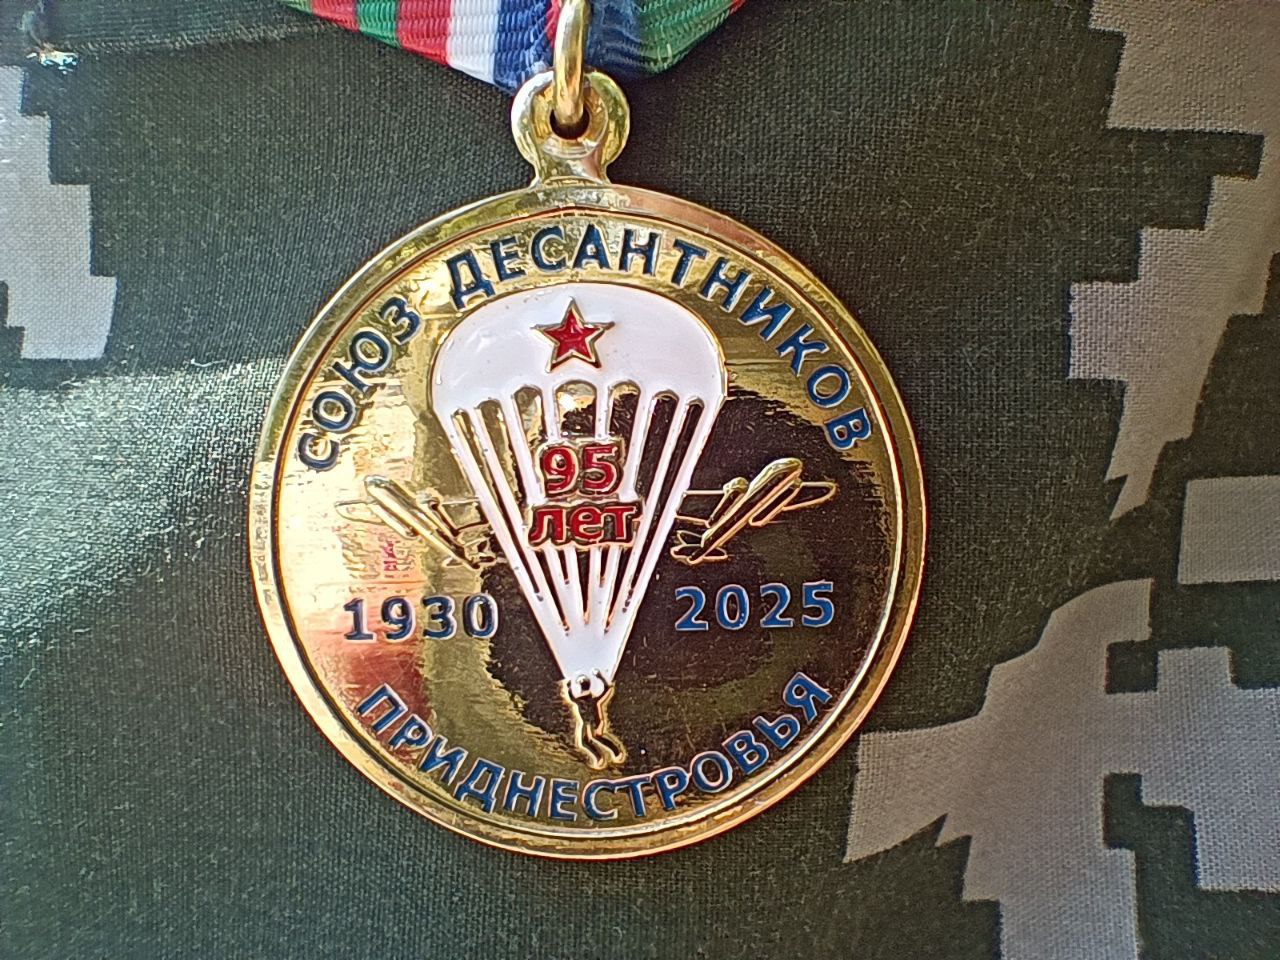 СОЮЗ ДЕСАНТНИКОВ
95
лет
1930 2025
ПРИДНЕСТРОВЬЯ